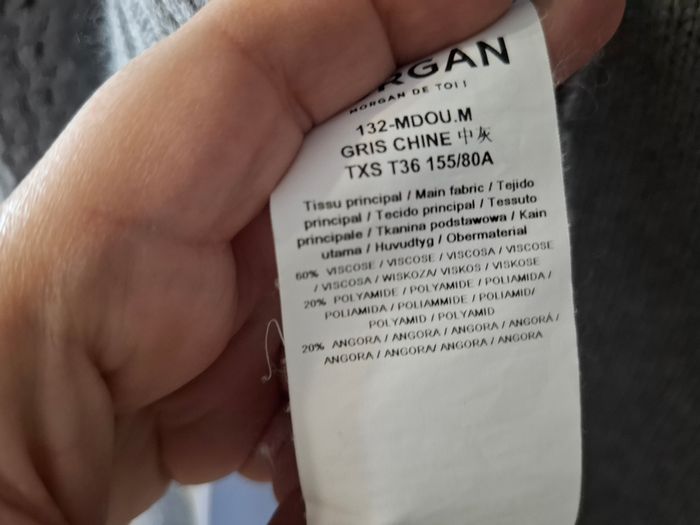 RGAN
MORGAN DE TOI !
132-MDOU.M
GRIS CHINE 中灰
TXS T36 155/80A
Tissu principal / Main fabric / Tejido
principal / Tecido principal / Tessuto
principale / Tkanina podstawowa / Kain
utama / Huvudtyg / Obermaterial
60% VISCOSE / VISCOSE / VISCOSA / VISCOSE
/ VISCOSA / WISKOZA/ VISKOS / VISKOSE
20% POLYAMIDE / POLYAMIDE / POLIAMIDA /
POLIAMIDA / POLIAMMIDE / POLIAMID/
POLYAMID / POLYAMID
20% ANGORA / ANGORA / ANGORA / ANGORÁ /
ANGORA / ANGORA/ ANGORA / ANGORA